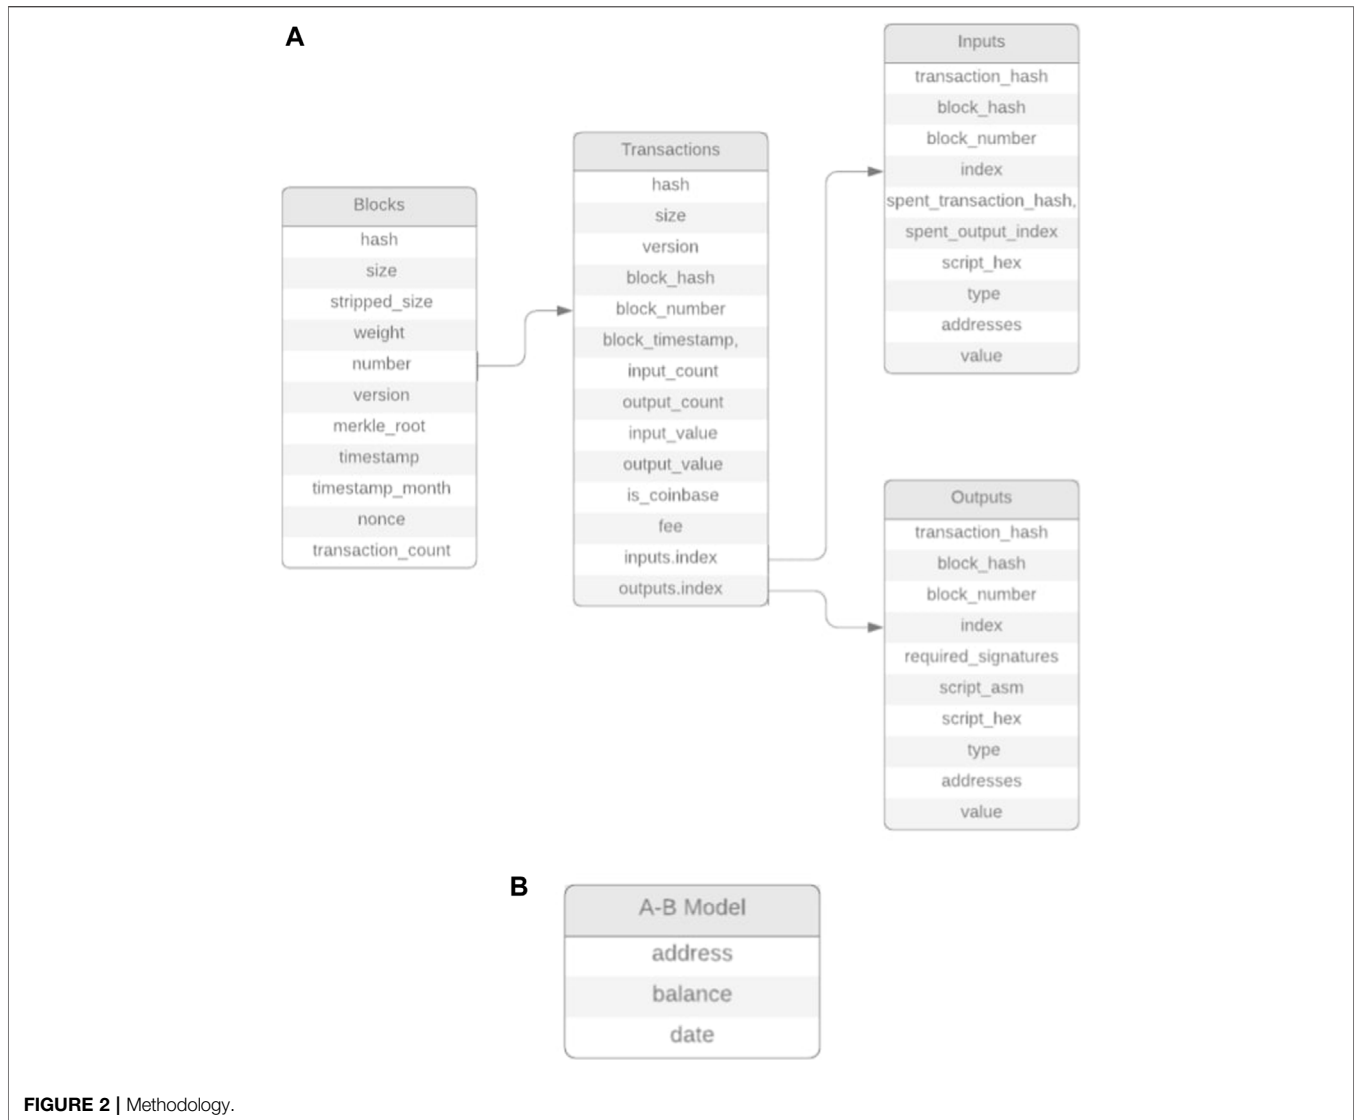 A
Blocks
hash
size
stripped_size
weight
number
version
merkle_root
timestamp
timestamp_month
nonce
transaction_count
Transactions
hash
size
version
block_hash
block_number
block_timestamp,
input_count
output_count
input_value
output_value
is_coinbase
fee
inputs.index
outputs.index
Inputs
transaction_hash
block_hash
block_number
index
spent_transaction_hash,
spent_output_index
script_hex
type
addresses
value
Outputs
transaction_hash
block_hash
block_number
index
required_signatures
script_asm
script_hex
type
addresses
value
B
A-B Model
address
balance
date
FIGURE 2 | Methodology.